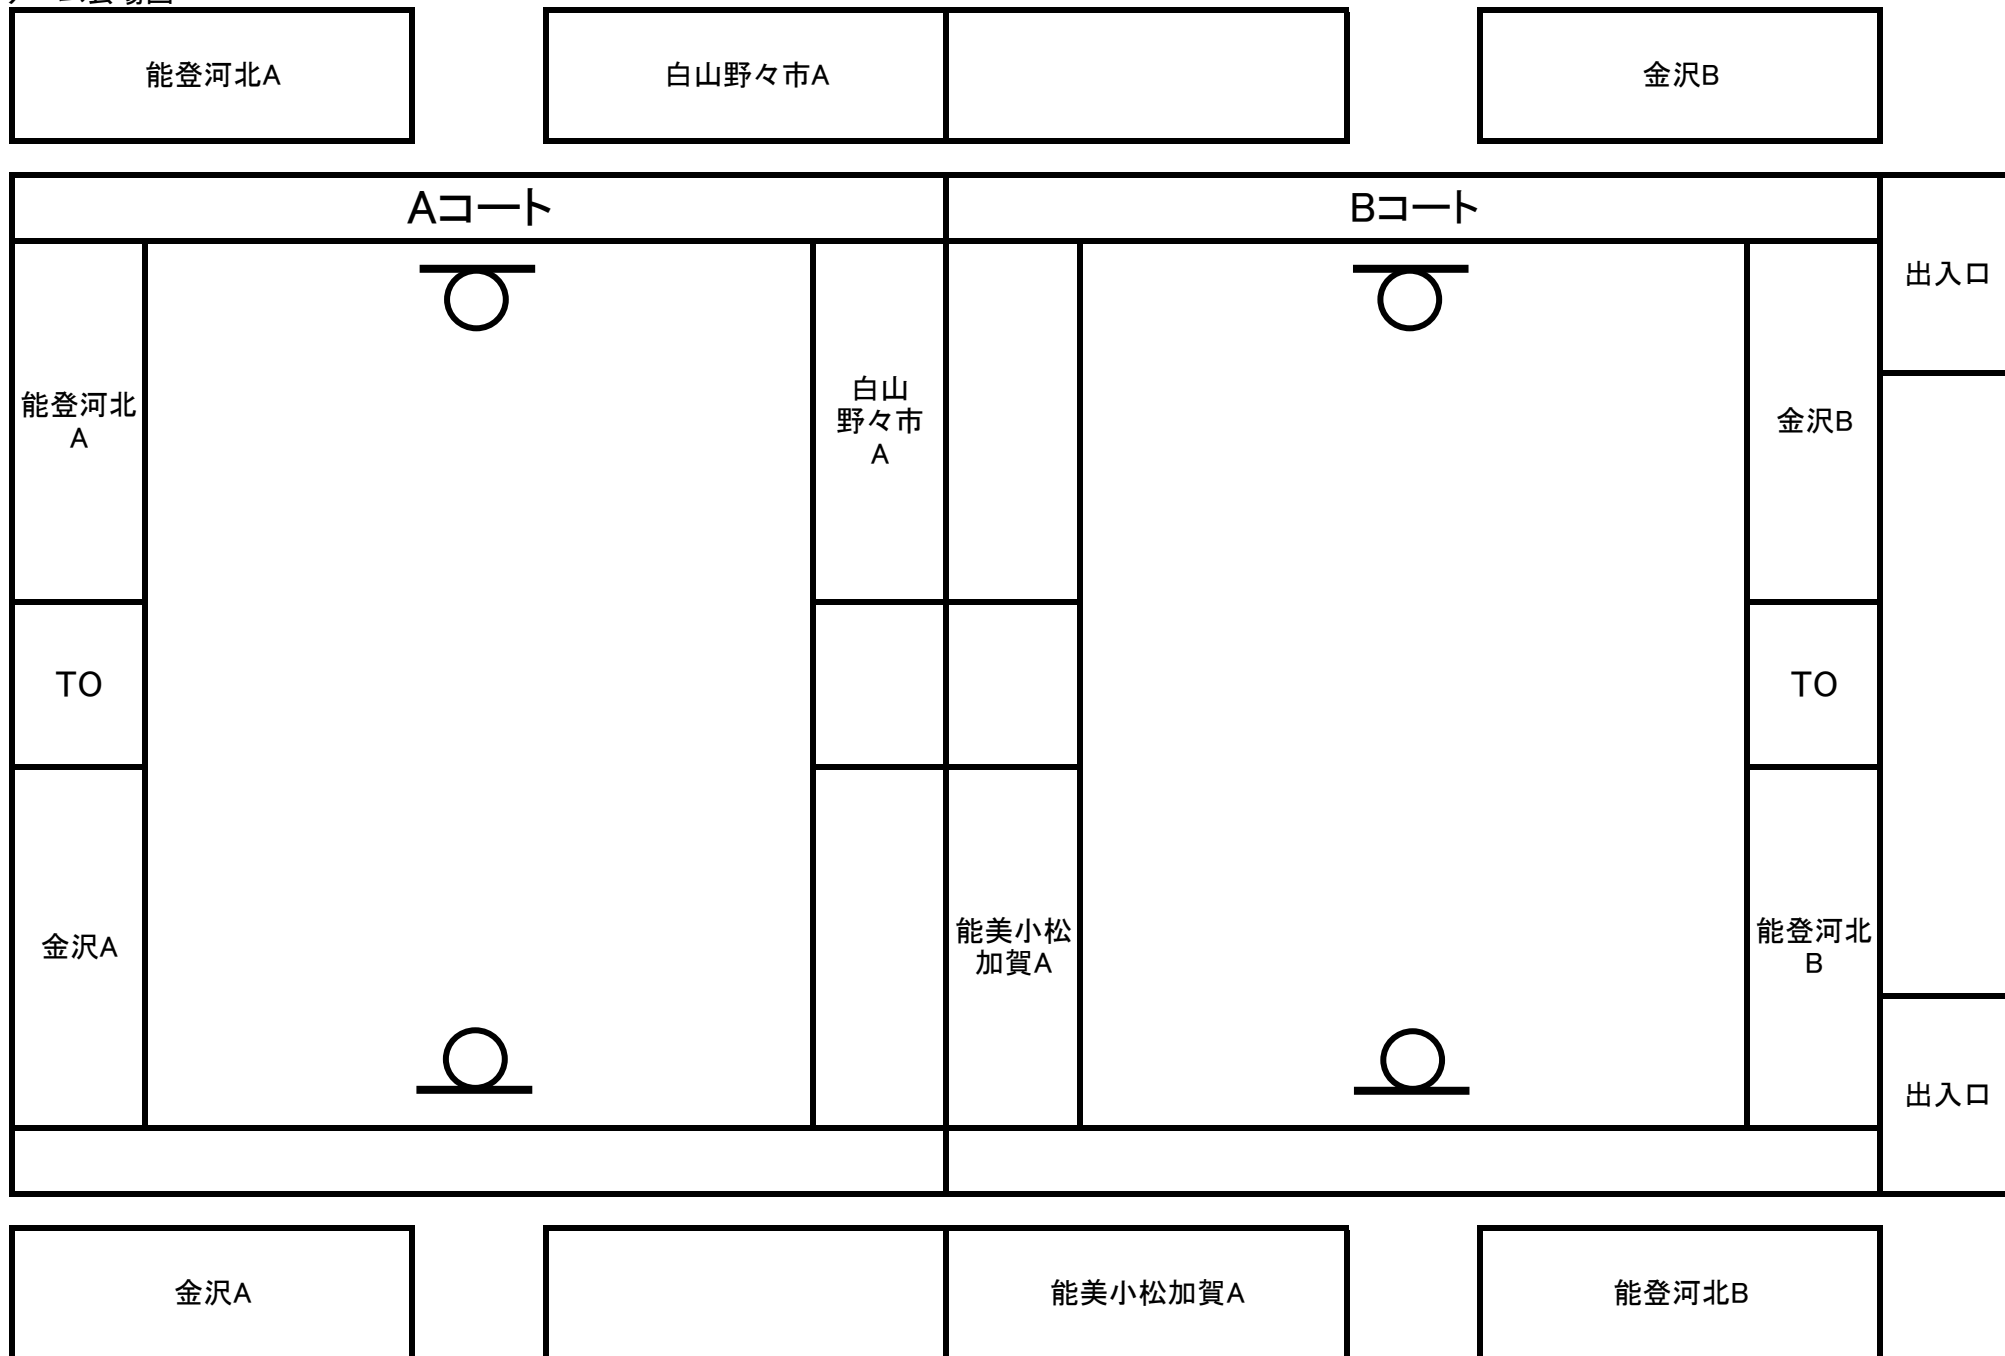 能登河北A
白山野々市A
金沢B
Aコート
Bコート
出入口
能登河北
A
白山
野々市
A
金沢B
TO
TO
金沢A
能美小松
加賀A
能登河北
B
出入口
金沢A
能美小松加賀A
能登河北B